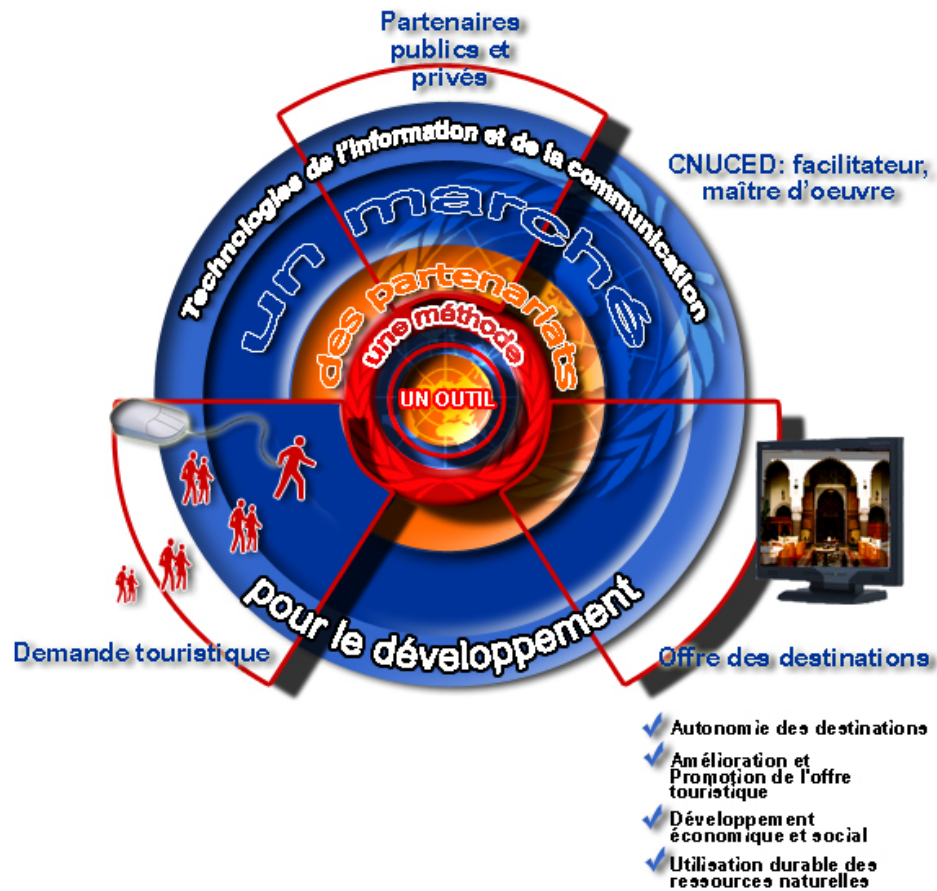 Partenaires
publics et
privés
Technologies de l'information et de la communication
CNUCED: facilitateur,
maître d'oeuvre
un marché
des partenariats
une méthode
UN OUTIL
pour le développement
Demande touristique
Offre des destinations
Autonomie des destinations
Amélioration et
Promotion de l'offre
touristique
Développement
économique et social
Utilisation durable des
ressources naturelles